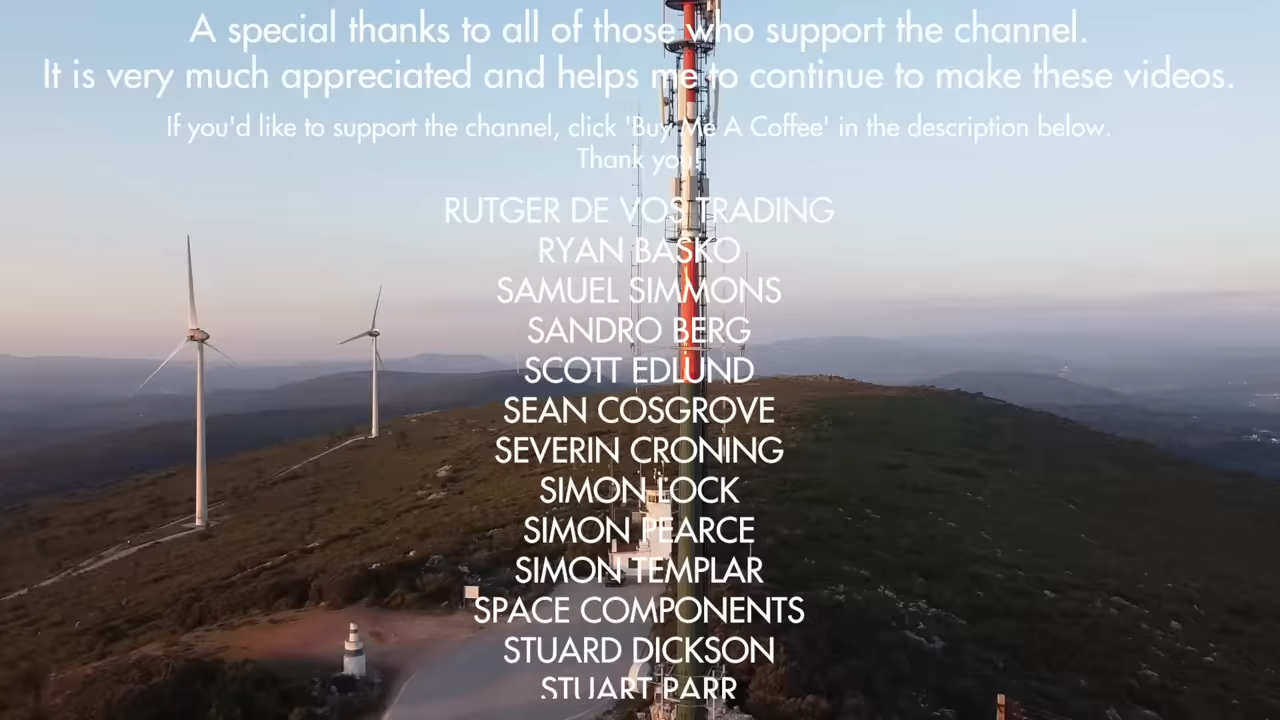 A special thanks to all of those who support the channel.
It is very much appreciated and helps me to continue to make these videos.
If you'd like to support the channel, click 'Buy Me A Coffee' in the description below.
Thank you!
RUTGER DE VOS TRADING
RYAN BASKO
SAMUEL SIMMONS
SANDRO BERG
SCOTT EDLUND
SEAN COSGROVE
SEVERIN CRONING
SIMON LOCK
SIMON PEARCE
SIMON TEMPLAR
SPACE COMPONENTS
STUARD DICKSON
STUART PARR